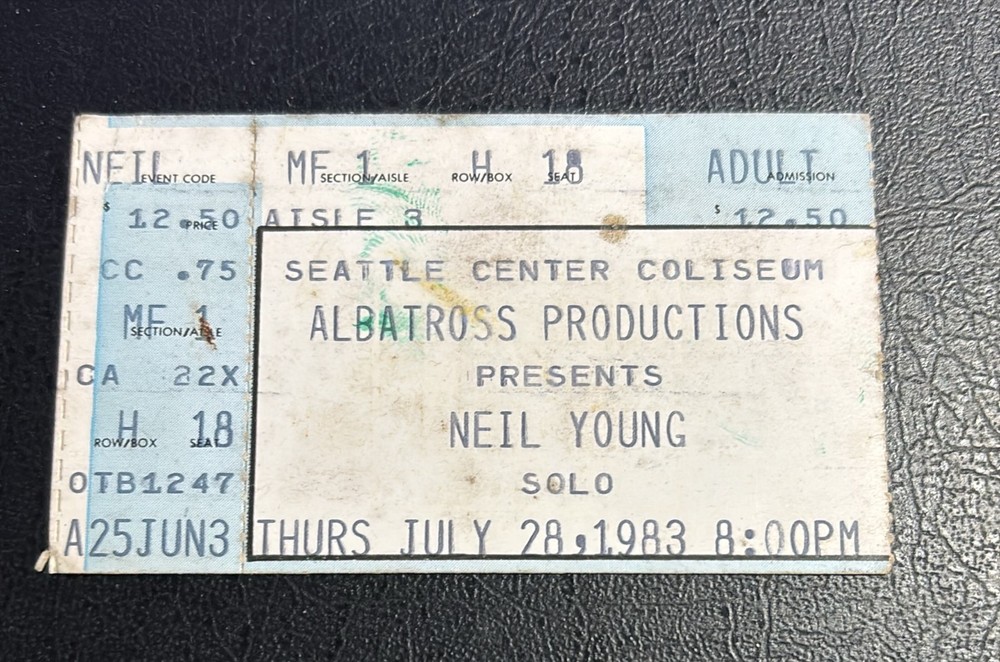 NEIL MF 1 H 18 ADULT
EVENT CODE SECTION/AISLE ROW/BOX SEAT ADMISSION
$ 12.50 PRICE AISLE 3 $ 12.50
CC .75 SEATTLE CENTER COLISEUM
MF 1 ALBATROSS PRODUCTIONS
SECTION/AISLE
CA 22X PRESENTS
H 18 NEIL YOUNG
ROW/BOX SEAT
OTB1247 SOLO
A25JUN3 THURS JULY 28,1983 8:00PM